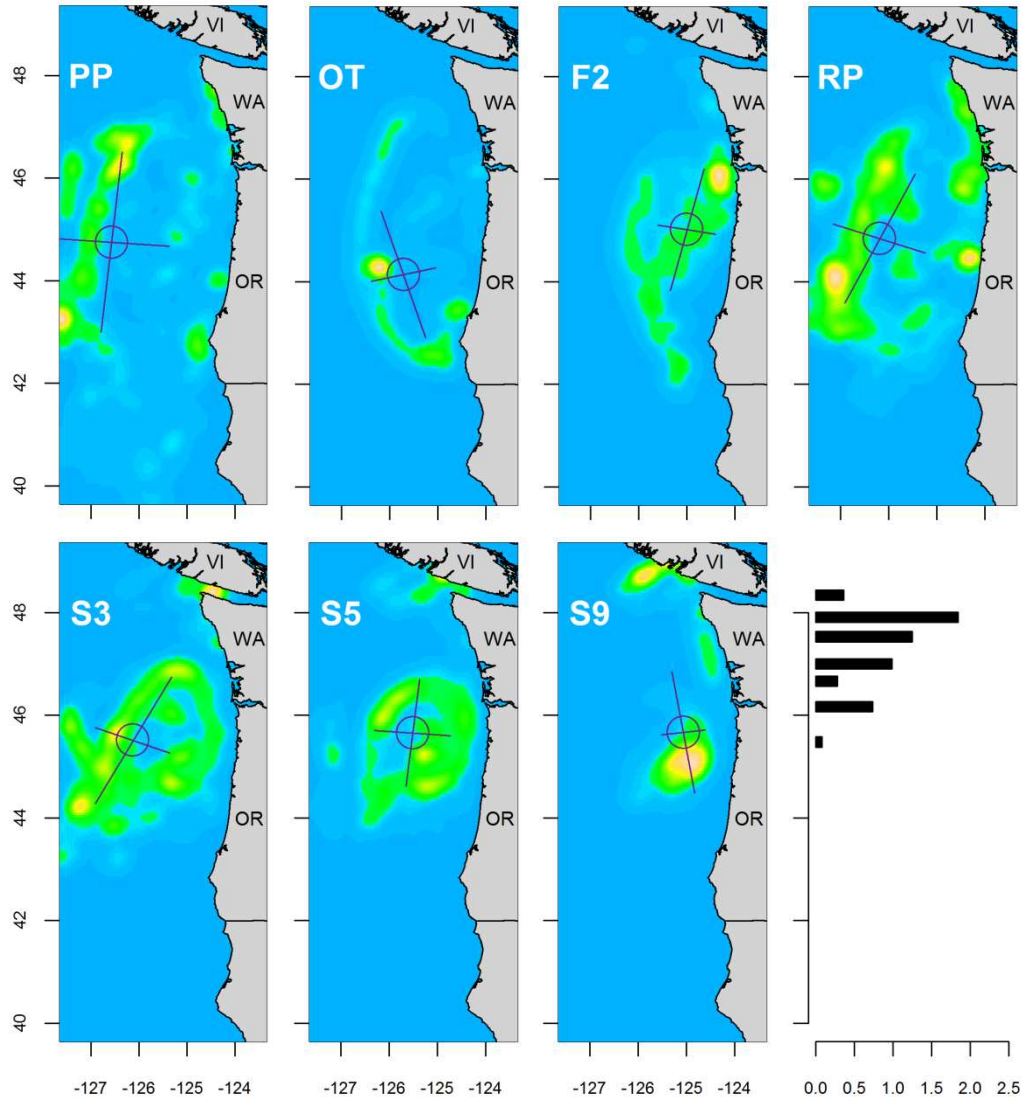 VI VI VI VI
PP OT F2 RP
WA WA WA WA
OR OR OR OR
48
46
44
42
40
VI VI VI
S3 S5 S9
WA WA WA
OR OR OR
48
46
44
42
40
-127 -126 -125 -124 -127 -126 -125 -124 -127 -126 -125 -124 0.0 0.5 1.0 1.5 2.0 2.5